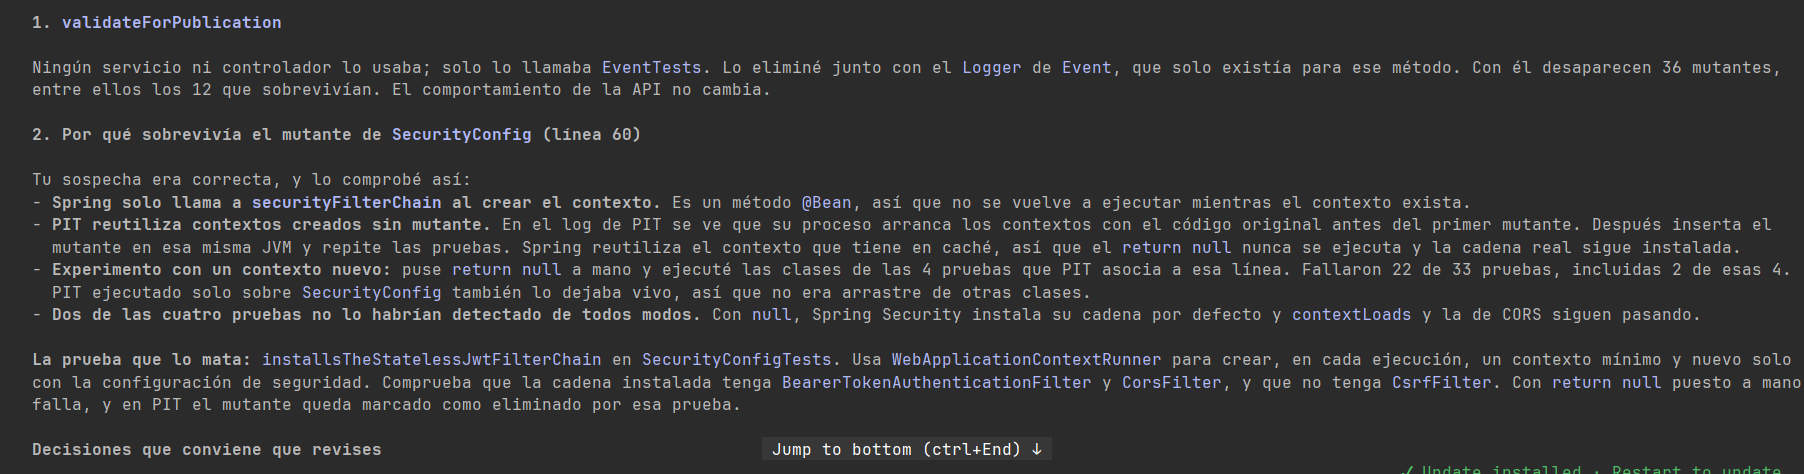 1. validateForPublication
Ningún servicio ni controlador lo usaba; solo lo llamaba EventTests. Lo eliminé junto con el Logger de Event, que solo existía para ese método. Con él desaparecen 36 mutantes,
entre ellos los 12 que sobrevivían. El comportamiento de la API no cambia.
2. Por qué sobrevivía el mutante de SecurityConfig (línea 60)
Tu sospecha era correcta, y lo comprobé así:
- Spring solo llama a securityFilterChain al crear el contexto. Es un método @Bean, así que no se vuelve a ejecutar mientras el contexto exista.
- PIT reutiliza contextos creados sin mutante. En el log de PIT se ve que su proceso arranca los contextos con el código original antes del primer mutante. Después inserta el
mutante en esa misma JVM y repite las pruebas. Spring reutiliza el contexto que tiene en caché, así que el return null nunca se ejecuta y la cadena real sigue instalada.
- Experimento con un contexto nuevo: puse return null a mano y ejecuté las clases de las 4 pruebas que PIT asocia a esa línea. Fallaron 22 de 33 pruebas, incluidas 2 de esas 4.
PIT ejecutado solo sobre SecurityConfig también lo dejaba vivo, así que no era arrastre de otras clases.
- Dos de las cuatro pruebas no lo habrían detectado de todos modos. Con null, Spring Security instala su cadena por defecto y contextLoads y la de CORS siguen pasando.
La prueba que lo mata: installsTheStatelessJwtFilterChain en SecurityConfigTests. Usa WebApplicationContextRunner para crear, en cada ejecución, un contexto mínimo y nuevo solo
con la configuración de seguridad. Comprueba que la cadena instalada tenga BearerTokenAuthenticationFilter y CorsFilter, y que no tenga CsrfFilter. Con return null puesto a mano
falla, y en PIT el mutante queda marcado como eliminado por esa prueba.
Decisiones que conviene que revises
Jump to bottom (ctrl+End) ↓
✓ Update installed · Restart to update